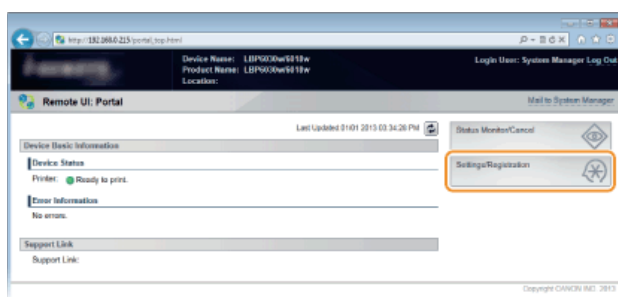 http://192.168.0.215/portal_top.html
Device Name: LBP6030w/6018w
Product Name: LBP6030w/6018w
Location:
Login User: System Manager Log Out
Remote UI: Portal
Mail to System Manager
Last Updated 01/01 2013 03:34:28 PM
Device Basic Information
Device Status
Printer: Ready to print.
Error Information
No errors.
Support Link
Support Link:
Status Monitor/Cancel
Settings/Registration
Copyright CANON INC. 2013